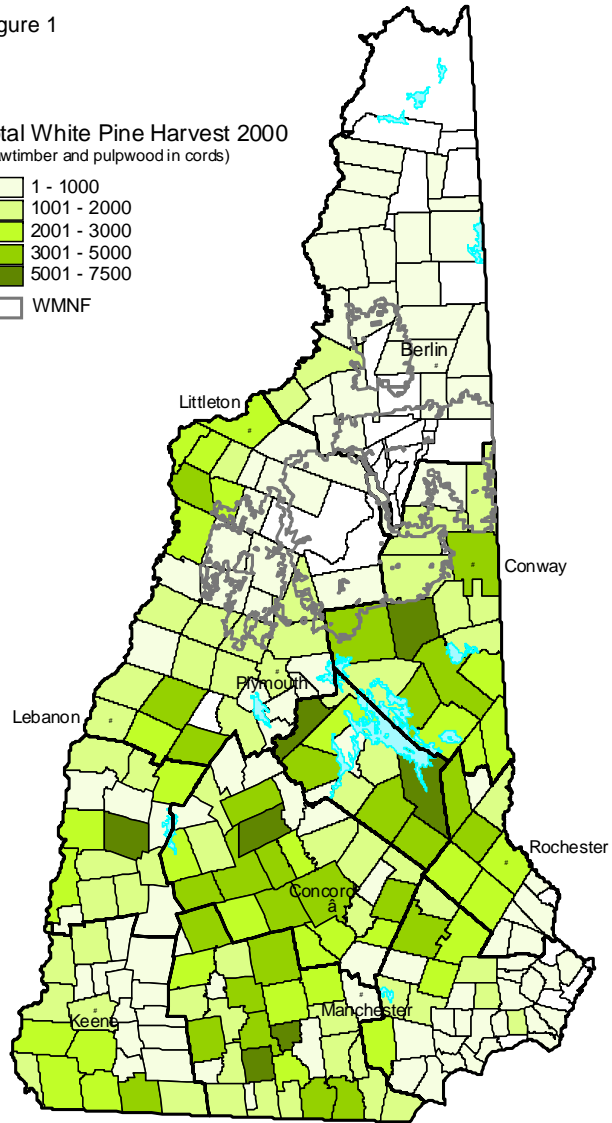 gure 1
tal White Pine Harvest 2000
awtimber and pulpwood in cords)
1 - 1000
1001 - 2000
2001 - 3000
3001 - 5000
5001 - 7500
WMNF
Berlin
Littleton
Conway
Plymouth
Lebanon
Rochester
Concord
â
Manchester
Keene